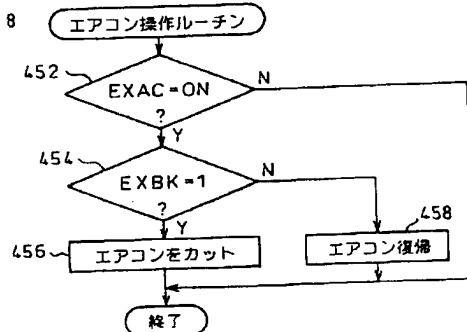 8
エアコン操作ルーチン
452
EXAC=ON
?
N
Y
454
EXBK=1
?
N
Y
456
エアコンをカット
458
エアコン復帰
終了